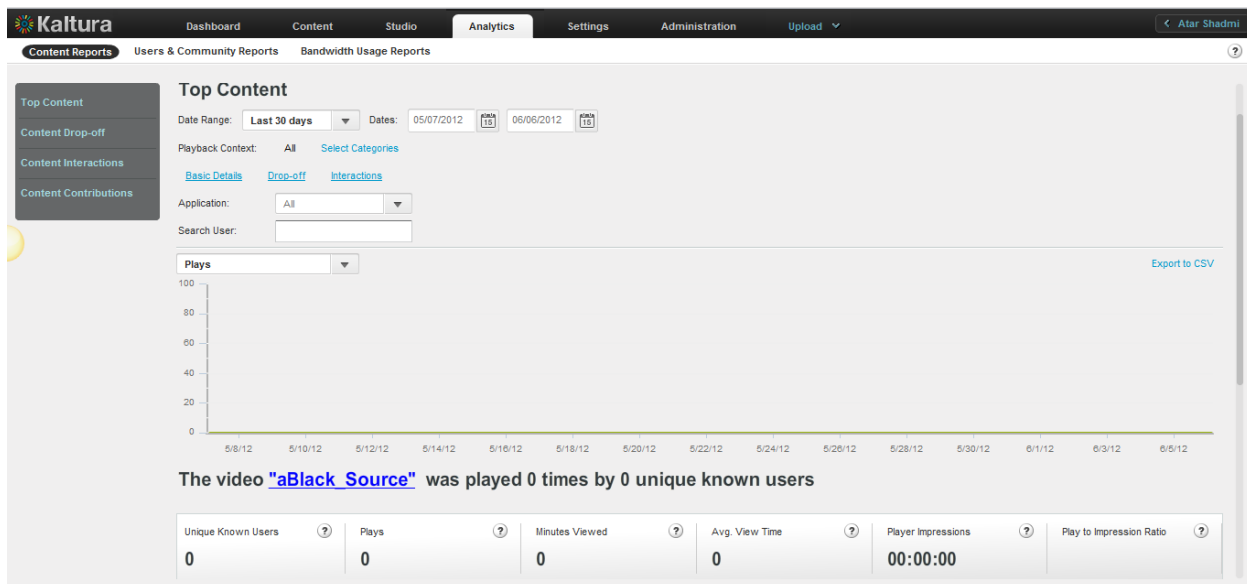 Kaltura Dashboard Content Studio Analytics Settings Administration Upload Atar Shadmi
Content Reports Users & Community Reports Bandwidth Usage Reports ?
Top Content
Content Drop-off
Content Interactions
Content Contributions
Top Content
Date Range: Last 30 days Dates: 05/07/2012 15 06/06/2012 15
Playback Context: All Select Categories
Basic Details Drop-off Interactions
Application: All
Search User:
Plays Export to CSV
100
80
60
40
20
0
5/8/12 5/10/12 5/12/12 5/14/12 5/16/12 5/18/12 5/20/12 5/22/12 5/24/12 5/26/12 5/28/12 5/30/12 6/1/12 6/3/12 6/5/12
The video "aBlack_Source" was played 0 times by 0 unique known users
Unique Known Users ? Plays ? Minutes Viewed ? Avg. View Time ? Player Impressions ? Play to Impression Ratio ?
0 0 0 0 00:00:00